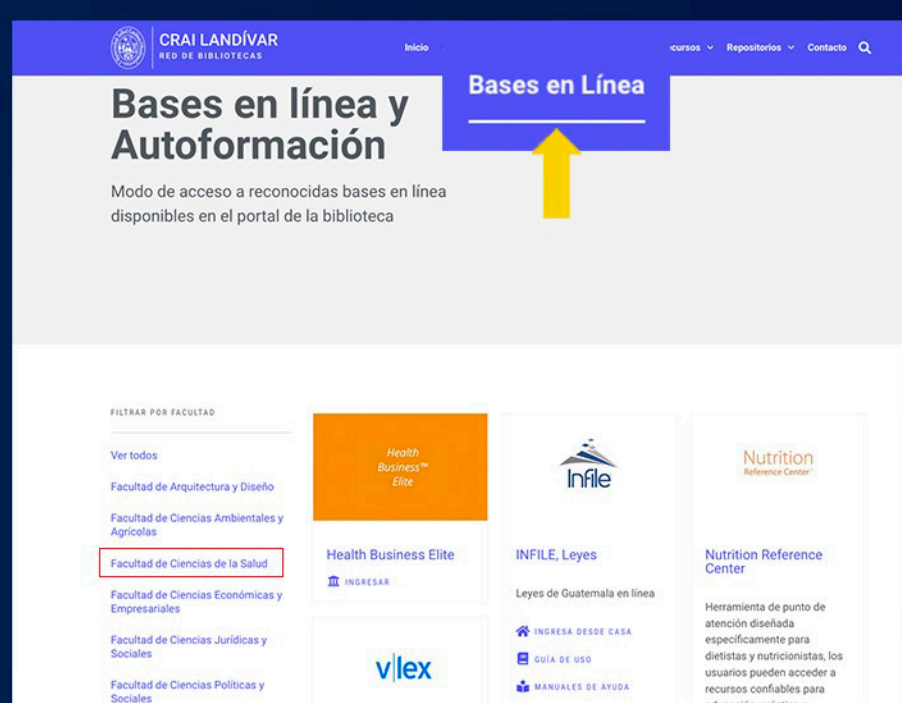 CRAI LANDÍVAR
RED DE BIBLIOTECAS
Inicio
Bases en Línea
Repositorios
Contacto
Bases en línea y
Autoformación
Modo de acceso a reconocidas bases en línea
disponibles en el portal de la biblioteca
FILTRAR POR FACULTAD
Ver todos
Facultad de Arquitectura y Diseño
Facultad de Ciencias Ambientales y
Agrícolas
Facultad de Ciencias de la Salud
Facultad de Ciencias Económicas y
Empresariales
Facultad de Ciencias Jurídicas y
Sociales
Facultad de Ciencias Políticas y
Sociales
Health
Business™
Elite
Health Business Elite
INGRESAR
vlex
Infile
INFILE, Leyes
Leyes de Guatemala en línea
INGRESA DESDE CASA
GUÍA DE USO
MANUALES DE AYUDA
Nutrition
Reference Center™
Nutrition Reference
Center
Herramienta de punto de
atención diseñada
específicamente para
dietistas y nutricionistas, los
usuarios pueden acceder a
recursos confiables para